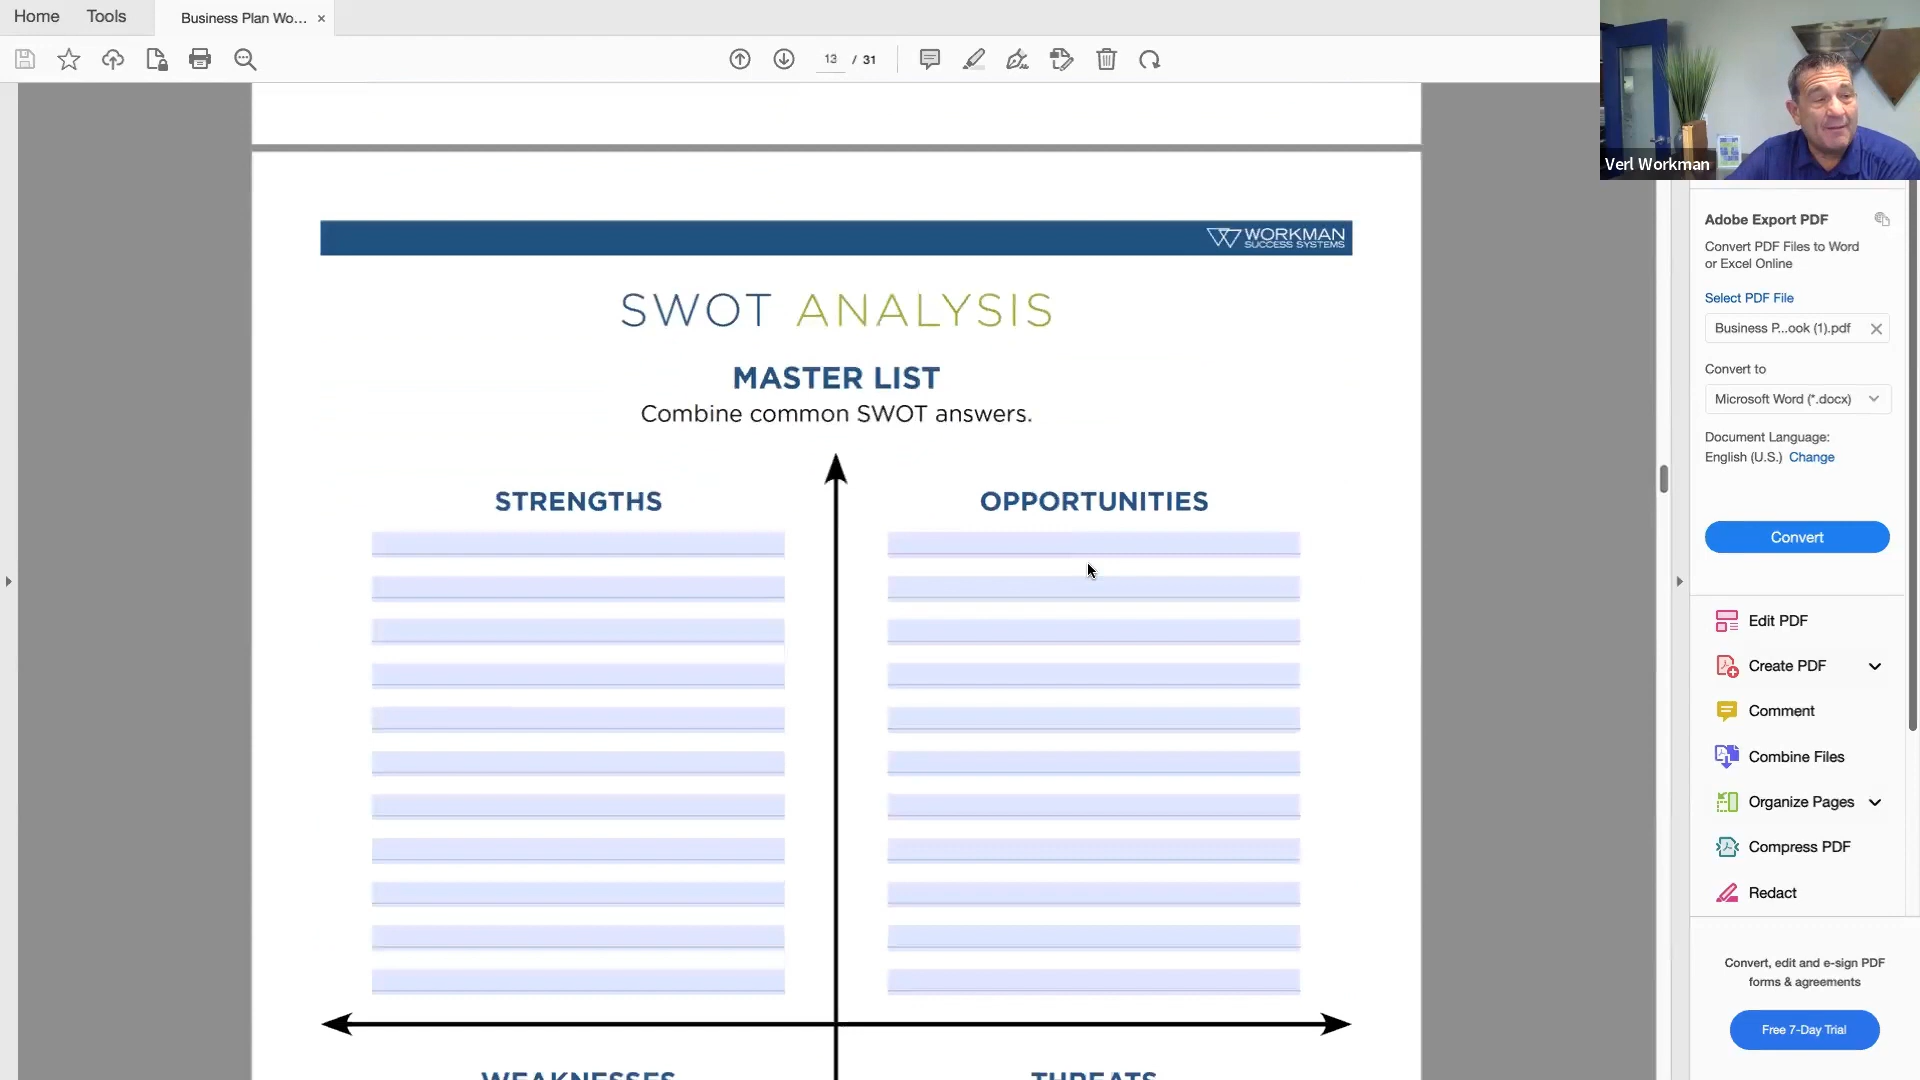 Home
Tools
Business Plan Wo...
13 / 31
Verl Workman
WORKMAN
SUCCESS SYSTEMS
SWOT ANALYSIS
MASTER LIST
Combine common SWOT answers.
STRENGTHS
OPPORTUNITIES
WEAKNESSES
THREATS
Adobe Export PDF
Convert PDF Files to Word
or Excel Online
Select PDF File
Business P...ook (1).pdf
Convert to
Microsoft Word (*.docx)
Document Language:
English (U.S.) Change
Convert
Edit PDF
Create PDF
Comment
Combine Files
Organize Pages
Compress PDF
Redact
Convert, edit and e-sign PDF
forms & agreements
Free 7-Day Trial